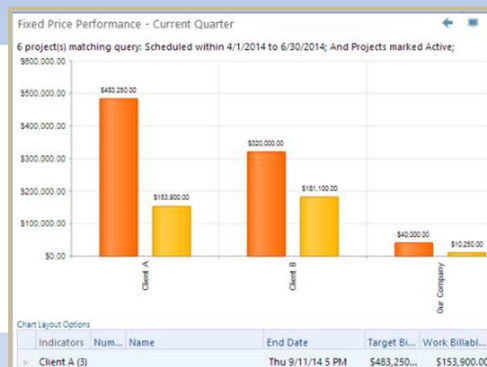 Fixed Price Performance - Current Quarter
6 project(s) matching query: Scheduled within 4/1/2014 to 6/30/2014; And Projects marked Active;
$600,000.00
$500,000.00
$400,000.00
$300,000.00
$200,000.00
$100,000.00
$0.00
$483,250.00
$153,900.00
$320,000.00
$181,100.00
$40,000.00
$10,250.00
Client A
Client B
Our Company
Chart Layout Options
Indicators Num... Name End Date Target Bi... Work Billabl...
Client A (3) Thu 9/11/14 5 PM $483,250... $153,900.00